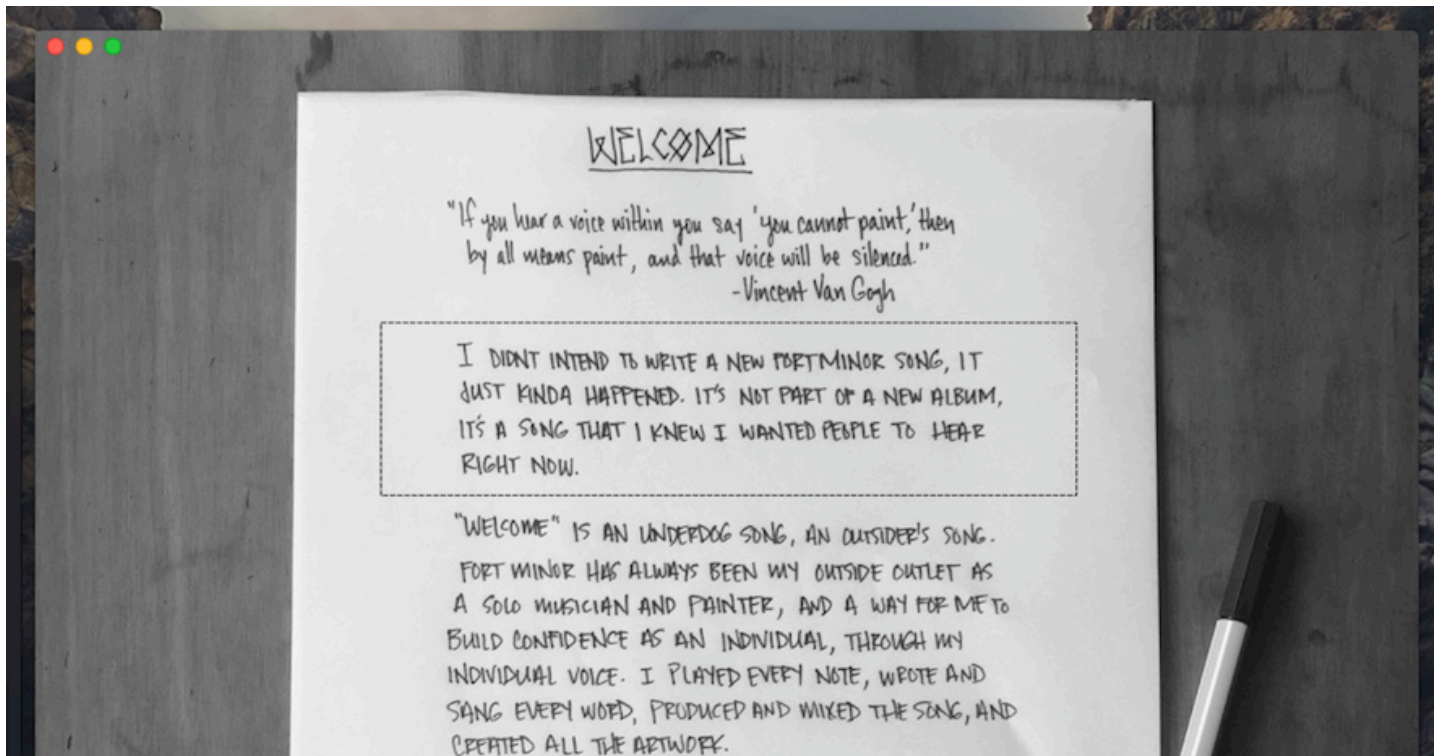 WELCOME
"If you hear a voice within you say 'you cannot paint,' then
by all means paint, and that voice will be silenced."
-Vincent Van Gogh
I DIDNT INTEND TO WRITE A NEW FORT MINOR SONG, IT
JUST KINDA HAPPENED. IT'S NOT PART OF A NEW ALBUM,
IT'S A SONG THAT I KNEW I WANTED PEOPLE TO HEAR
RIGHT NOW.
"WELCOME" IS AN UNDERDOG SONG, AN OUTSIDER'S SONG.
FORT MINOR HAS ALWAYS BEEN MY OUTSIDE OUTLET AS
A SOLO MUSICIAN AND PAINTER, AND A WAY FOR ME TO
BUILD CONFIDENCE AS AN INDIVIDUAL, THROUGH MY
INDIVIDUAL VOICE. I PLAYED EVERY NOTE, WROTE AND
SANG EVERY WORD, PRODUCED AND MIXED THE SONG, AND
CREATED ALL THE ARTWORK.